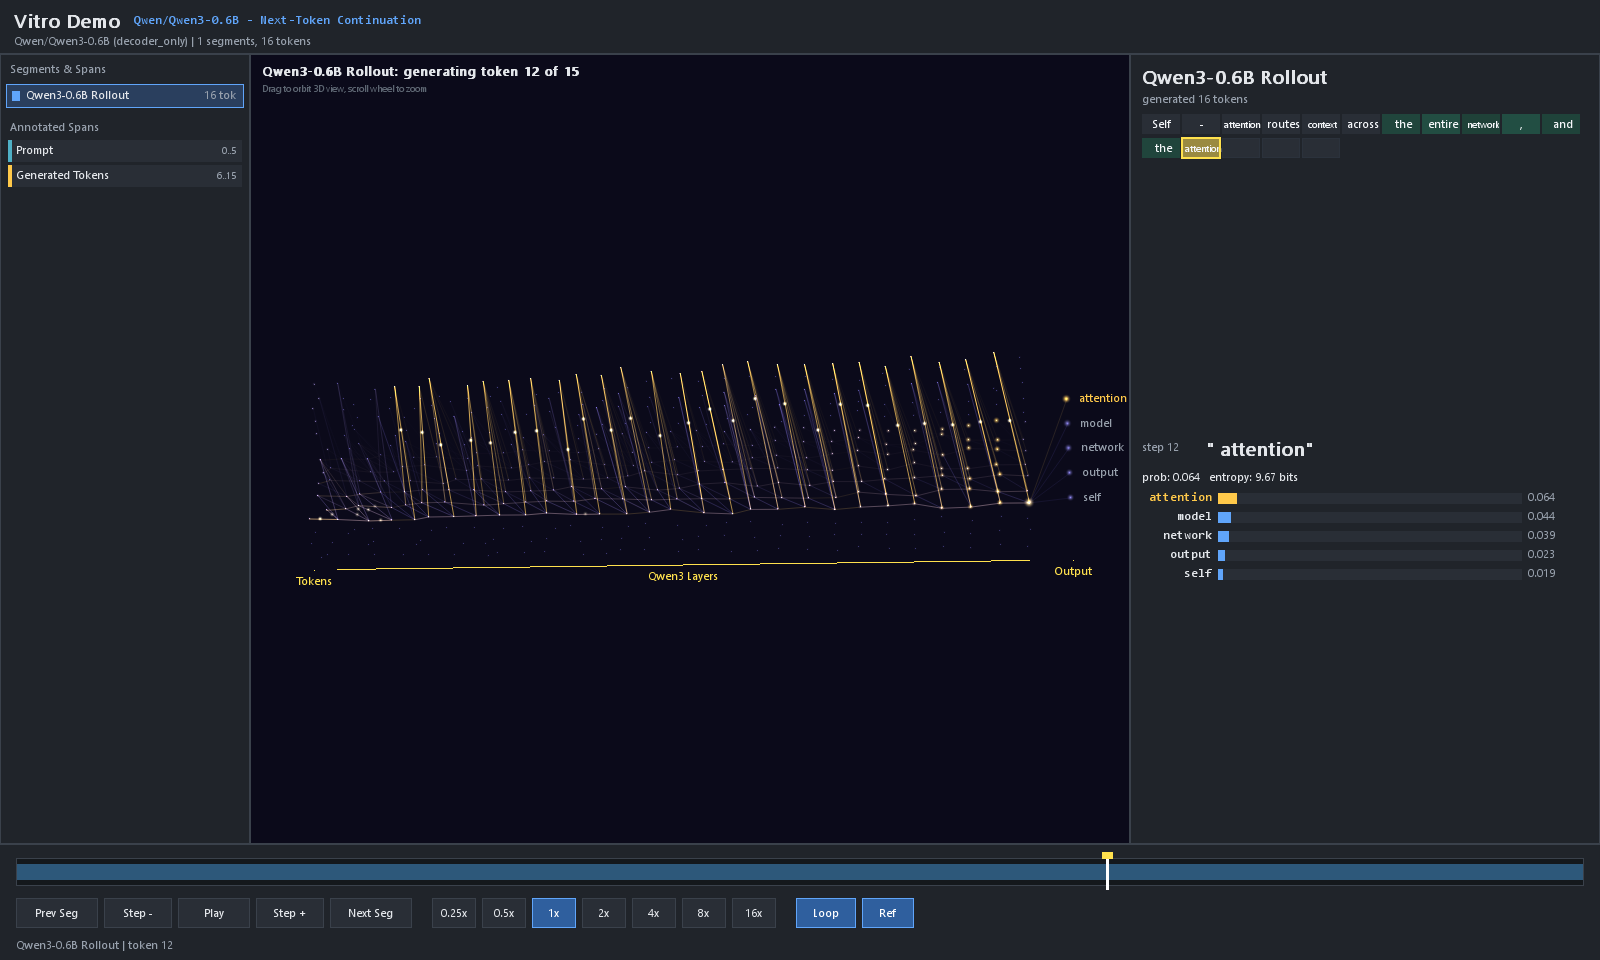 Vitro Demo Qwen/Qwen3-0.6B - Next-Token Continuation
Qwen/Qwen3-0.6B (decoder_only) | 1 segments, 16 tokens
Segments & Spans
Qwen3-0.6B Rollout 16 tok
Annotated Spans
Prompt 0..5
Generated Tokens 6..15
Qwen3-0.6B Rollout: generating token 12 of 15
Drag to orbit 3D view, scroll wheel to zoom
attention
model
network
output
self
Tokens
Qwen3 Layers
Output
Qwen3-0.6B Rollout
generated 16 tokens
Self - attention routes context across the entire network , and
the attention
step 12 " attention"
prob: 0.064 entropy: 9.67 bits
attention 0.064
model 0.044
network 0.039
output 0.023
self 0.019
Prev Seg Step - Play Step + Next Seg 0.25x 0.5x 1x 2x 4x 8x 16x Loop Ref
Qwen3-0.6B Rollout | token 12